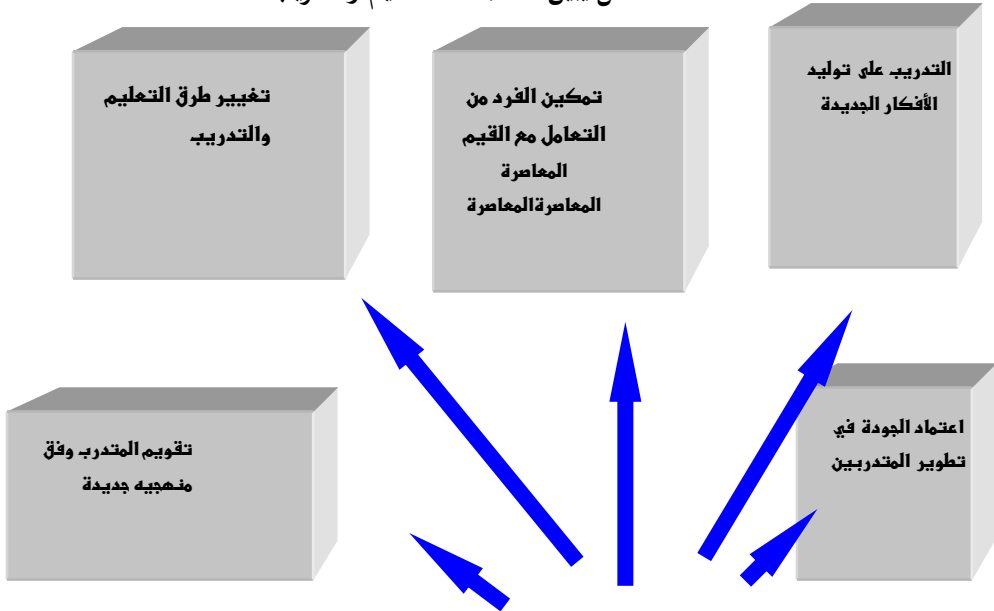 التدريب على توليد
الأفكار الجديدة
تمكين الفرد من
التعامل مع القيم
المعاصرة
المعاصرةالمعاصرة
تغيير طرق التعليم
والتدريب
اعتماد الجودة في
تطوير المتدربين
تقويم المتدرب وفق
منهجيه جديدة